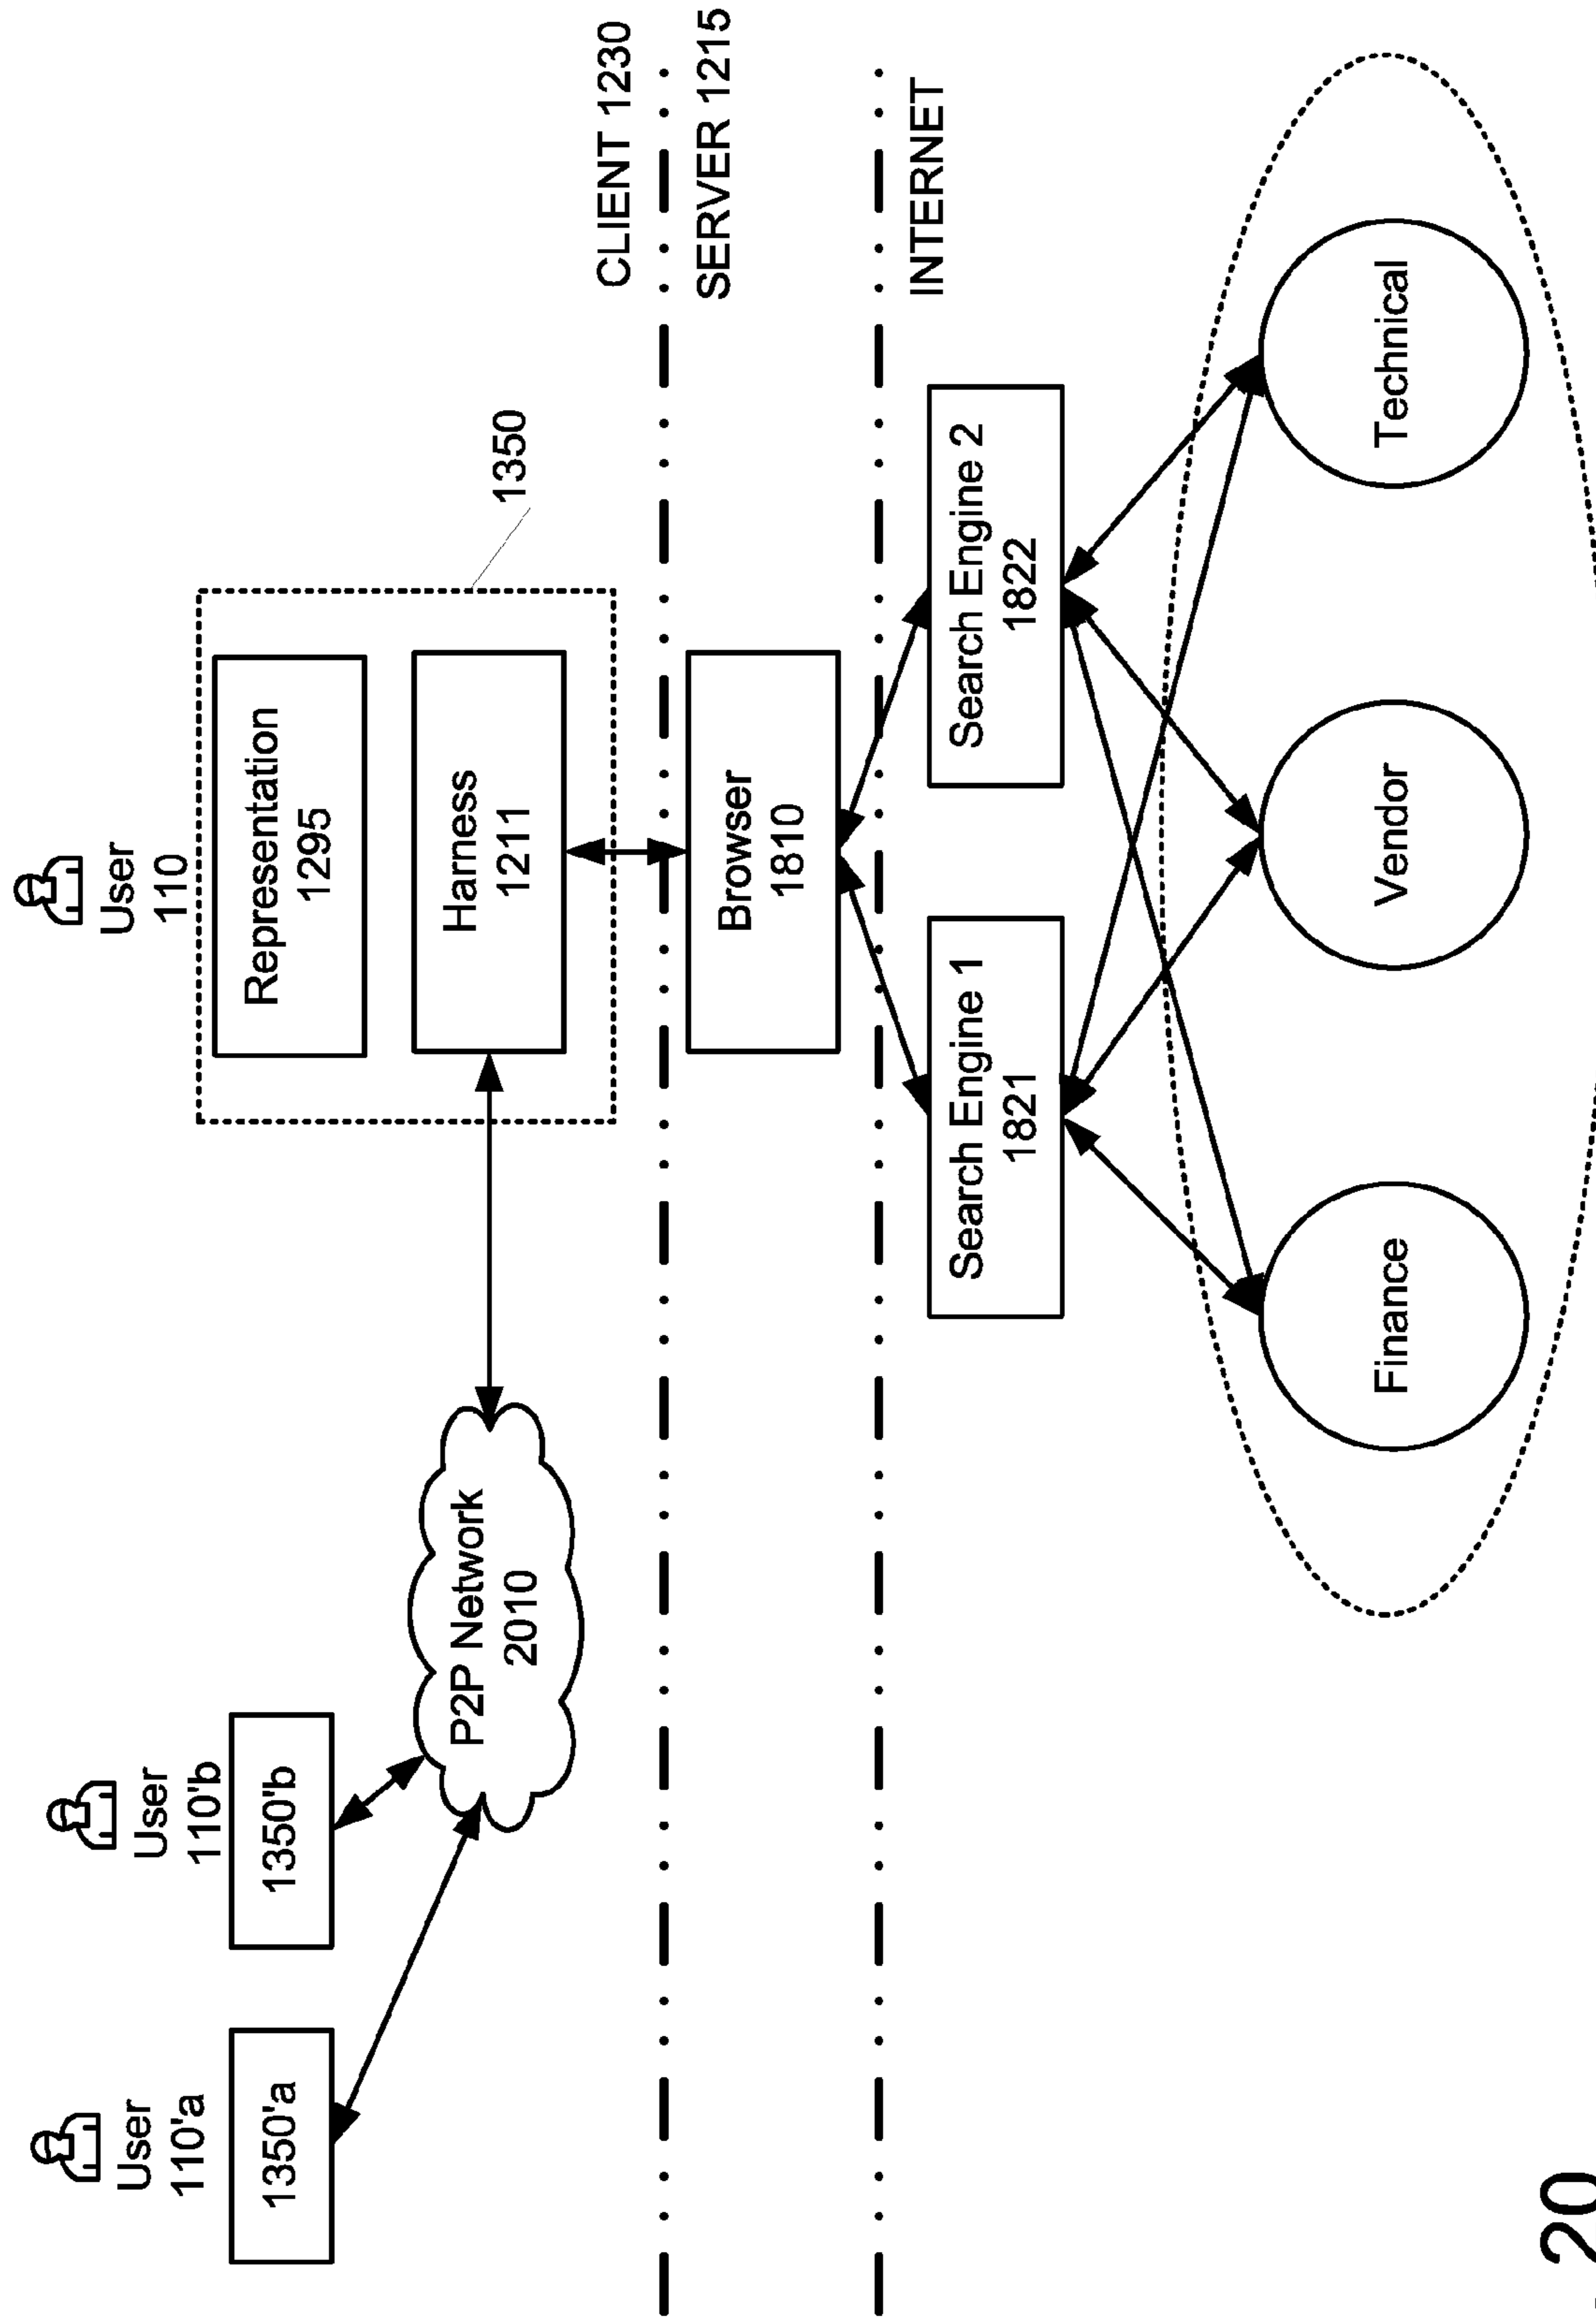 User
110'a
1350'a
User
110'b
1350'b
User
110
Representation
1295
Harness
1211
1350
P2P Network
2010
CLIENT 1230
SERVER 1215
Browser
1810
INTERNET
Search Engine 1
1821
Search Engine 2
1822
Finance
Vendor
Technical
20